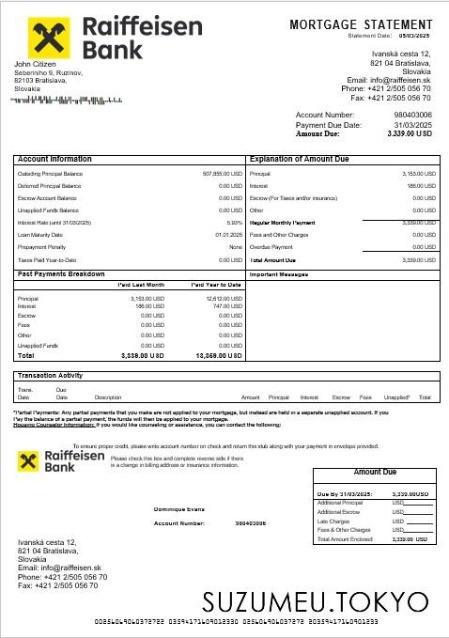 Raiffeisen
Bank
MORTGAGE STATEMENT
Statement Date: 05/03/2025
John Citizen
Seberínho 9, Ruzinov,
82103 Bratislava,
Slovakia
Ivanská cesta 12,
821 04 Bratislava,
Slovakia
Email: info@raiffeisen.sk
Phone: +421 2/505 056 70
Fax: +421 2/505 056 70
Account Number: 980403006
Payment Due Date: 31/03/2025
Amount Due: 3,339.00 USD
Account Information
Outstanding Principal Balance 507,855.00 USD
Deferred Principal Balance 0.00 USD
Escrow Account Balance 0.00 USD
Unapplied Funds Balance 0.00 USD
Interest Rate (until 31/03/2025) 5.90%
Loan Maturity Date 01.01.2025
Prepayment Penalty None
Taxes Paid Year-to-Date 0.00 USD
Explanation of Amount Due
Principal 3,153.00 USD
Interest 186.00 USD
Escrow (For Taxes and/or insurance) 0.00 USD
Other 0.00 USD
Regular Monthly Payment 3,339.00 USD
Fees and Other Charges 0.00 USD
Overdue Payment 0.00 USD
Total Amount Due 3,339.00 USD
Past Payments Breakdown
Paid Last Month Paid Year to Date
Principal 3,153.00 USD 12,612.00 USD
Interest 186.00 USD 747.00 USD
Escrow 0.00 USD 0.00 USD
Fees 0.00 USD 0.00 USD
Other 0.00 USD 0.00 USD
Unapplied Funds 0.00 USD 0.00 USD
Total 3,339.00 USD 13,359.00 USD
Important Messages
Transaction Activity
Trans. Date Due Date Description Amount Principal Interest Escrow Fees Unapplied* Total
*Partial Payments: Any partial payments that you make are not applied to your mortgage, but instead are held in a separate unapplied account. If you
Pay the balance of a partial payment, the funds will then be applied to your mortgage.
Housing Counselor Information: If you would like counseling or assistance, you can contact the following:
To ensure proper credit, please write account number on check and return this stub along with your payment in envelope provided.
Raiffeisen
Bank
Please check this box and complete reverse side if there
is a change in billing address or insurance information.
Dominique Evans
Account Number: 980403006
Amount Due
Due By 31/03/2025: 3,339.00USD
Additional Principal USD
Additional Escrow USD
Late Charges USD
Fees & Other Charges USD
Total Amount Enclosed 3,339.00 USD
Ivanská cesta 12,
821 04 Bratislava,
Slovakia
Email: info@raiffeisen.sk
Phone: +421 2/505 056 70
Fax: +421 2/505 056 70
SUZUMEU.TOKYO